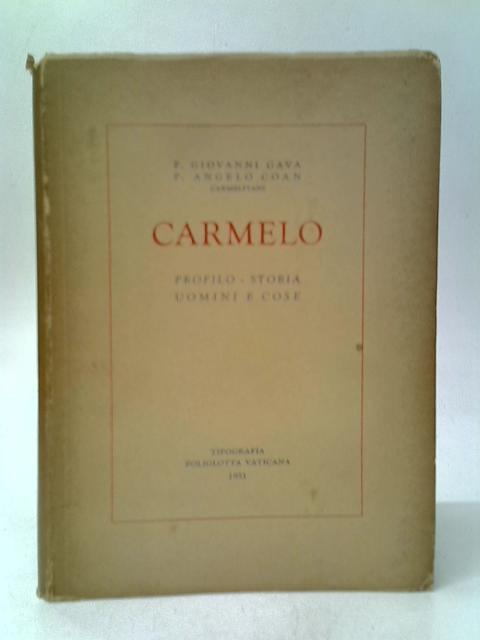 P. GIOVANNI GAVA
P. ANGELO COAN
CARMELITANI
CARMELO
PROFILO - STORIA
UOMINI E COSE
TIPOGRAFIA
POLIGLOTTA VATICANA
1951